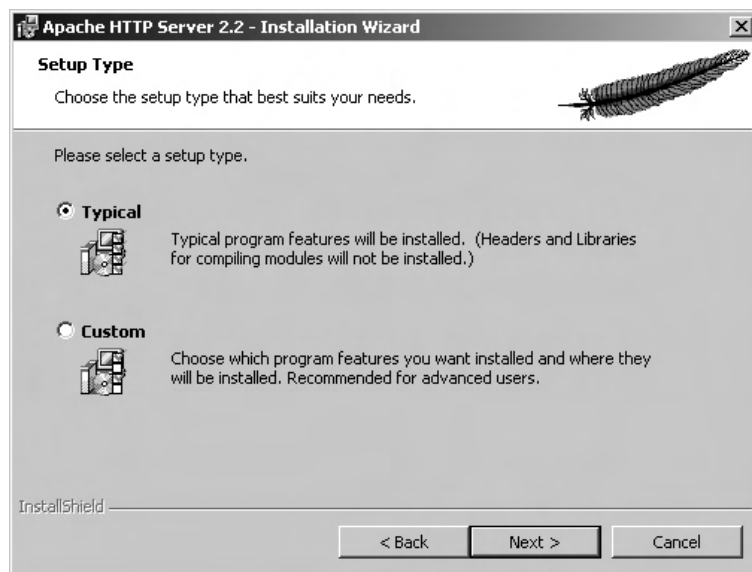 Apache HTTP Server 2.2 - Installation Wizard
Setup Type
Choose the setup type that best suits your needs.
Please select a setup type.
Typical
Typical program features will be installed.  (Headers and Libraries
for compiling modules will not be installed.)
Custom
Choose which program features you want installed and where they
will be installed. Recommended for advanced users.
InstallShield
< Back
Next >
Cancel